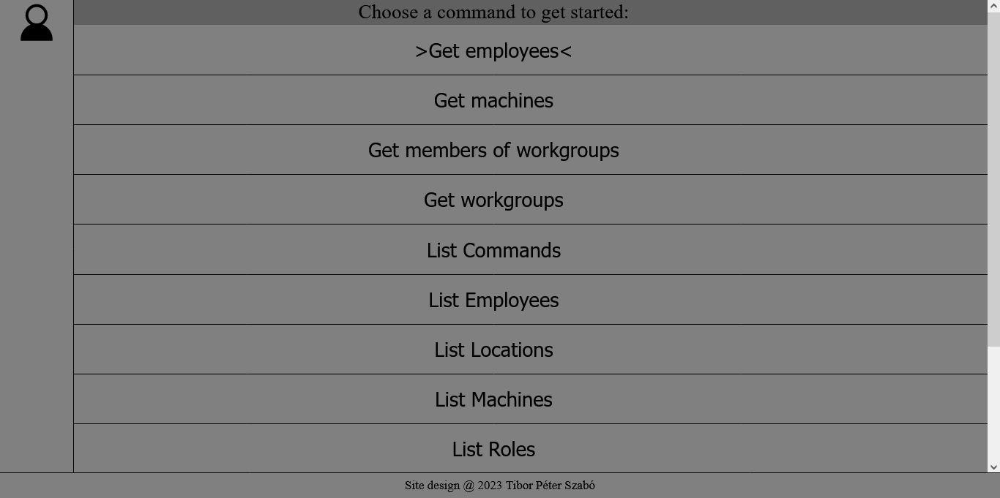 Choose a command to get started:
>Get employees<
Get machines
Get members of workgroups
Get workgroups
List Commands
List Employees
List Locations
List Machines
List Roles
Site design @ 2023 Tibor Péter Szabó